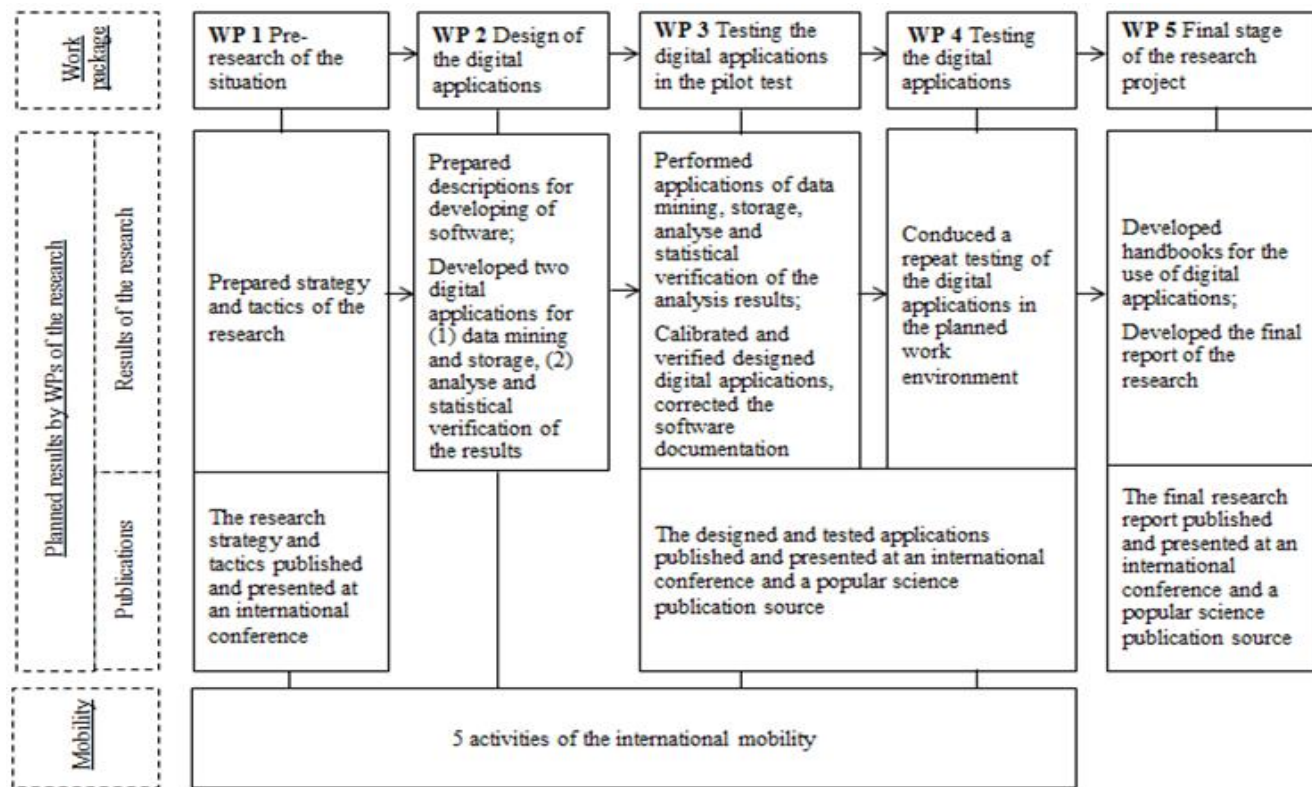 Work
package
WP 1 Pre-
research of the
situation
WP 2 Design of
the digital
applications
WP 3 Testing the
digital applications
in the pilot test
WP 4 Testing
the digital
applications
WP 5 Final stage
of the research
project
Planned results by WPs of the research
Results of the research
Prepared strategy
and tactics of the
research
Prepared
descriptions for
developing of
software;
Developed two
digital
applications for
(1) data mining
and storage, (2)
analyse and
statistical
verification of
the results
Performed
applications of data
mining, storage,
analyse and
statistical
verification of the
analysis results;
Calibrated and
verified designed
digital applications,
corrected the
software
documentation
Conduced a
repeat testing of
the digital
applications in
the planned
work
environment
Developed
handbooks for the
use of digital
applications;
Developed the final
report of the
research
Publications
The research
strategy and
tactics published
and presented at
an international
conference
The designed and tested applications
published and presented at an international
conference and a popular science
publication source
The final research
report published
and presented at an
international
conference and a
popular science
publication source
Mobility
5 activities of the international mobility